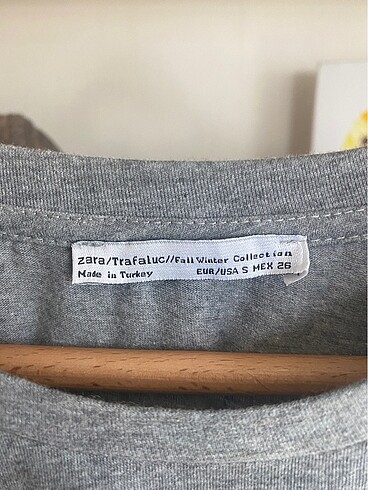 zara/Trafaluc//Fall Winter Collection
Made in Turkey EUR/USA S MEX 26